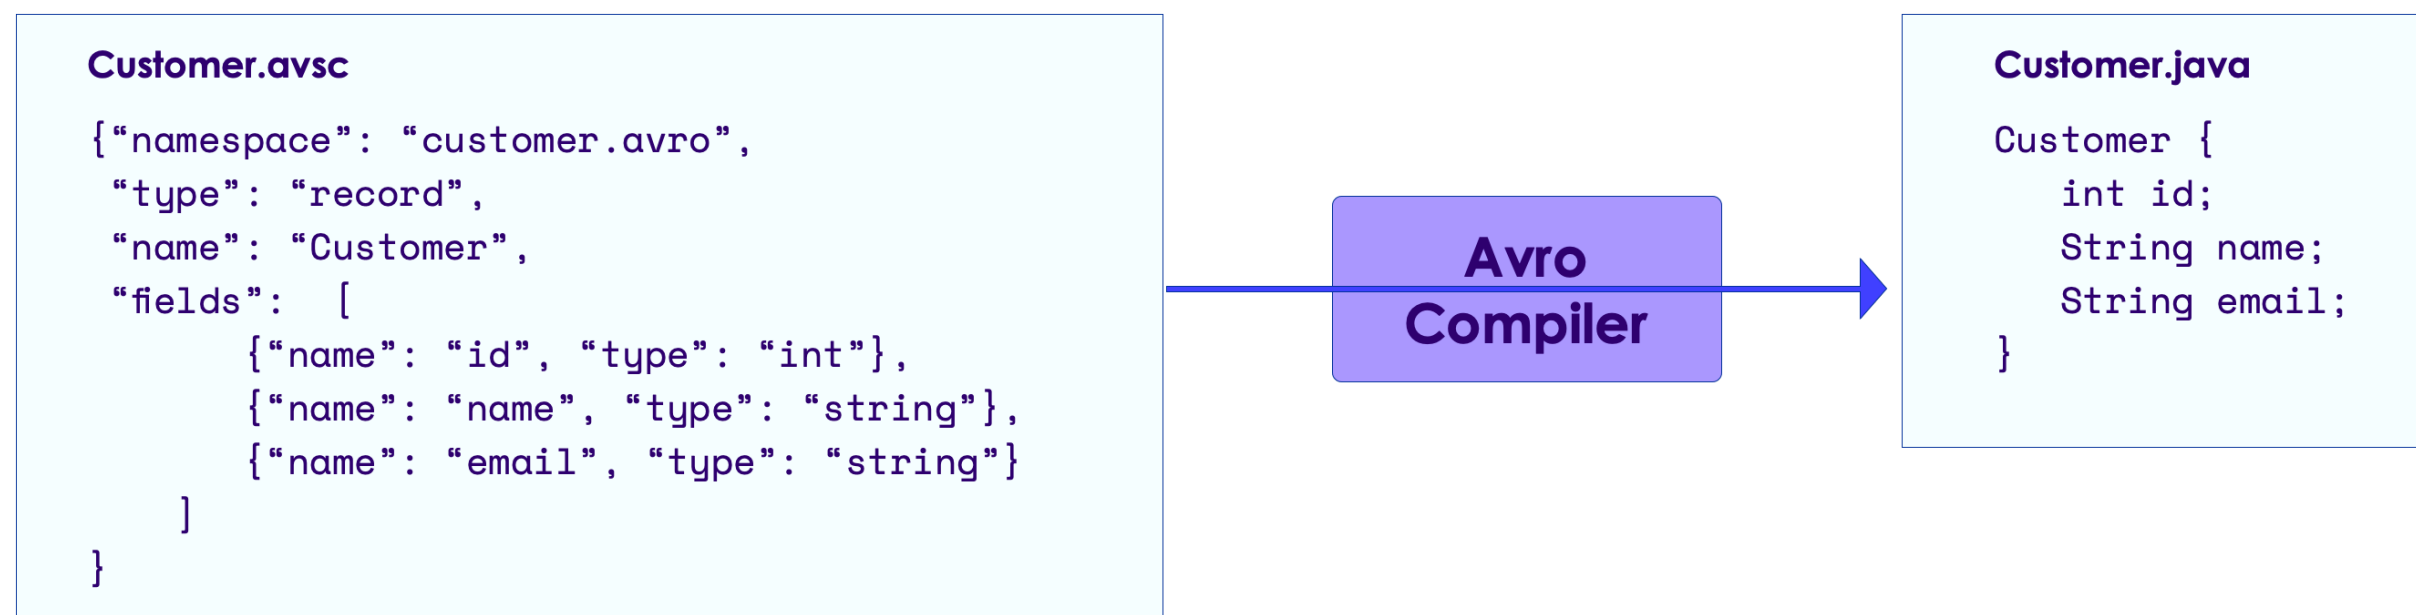 Customer.avsc
{“namespace”: “customer.avro”,
“type”: “record”,
“name”: “Customer”,
“fields”: [
{“name”: “id”, “type”: “int”},
{“name”: “name”, “type”: “string”},
{“name”: “email”, “type”: “string”}
]
}
Avro
Compiler
Customer.java
Customer {
int id;
String name;
String email;
}